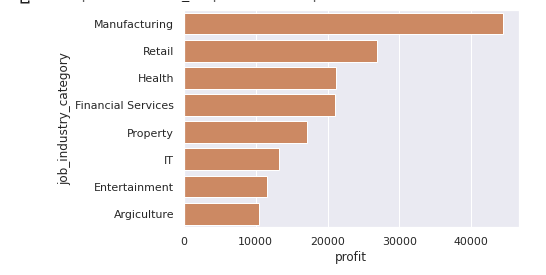 Manufacturing
Retail
Health
Financial Services
Property
IT
Entertainment
Argiculture
job_industry_category
0 10000 20000 30000 40000
profit